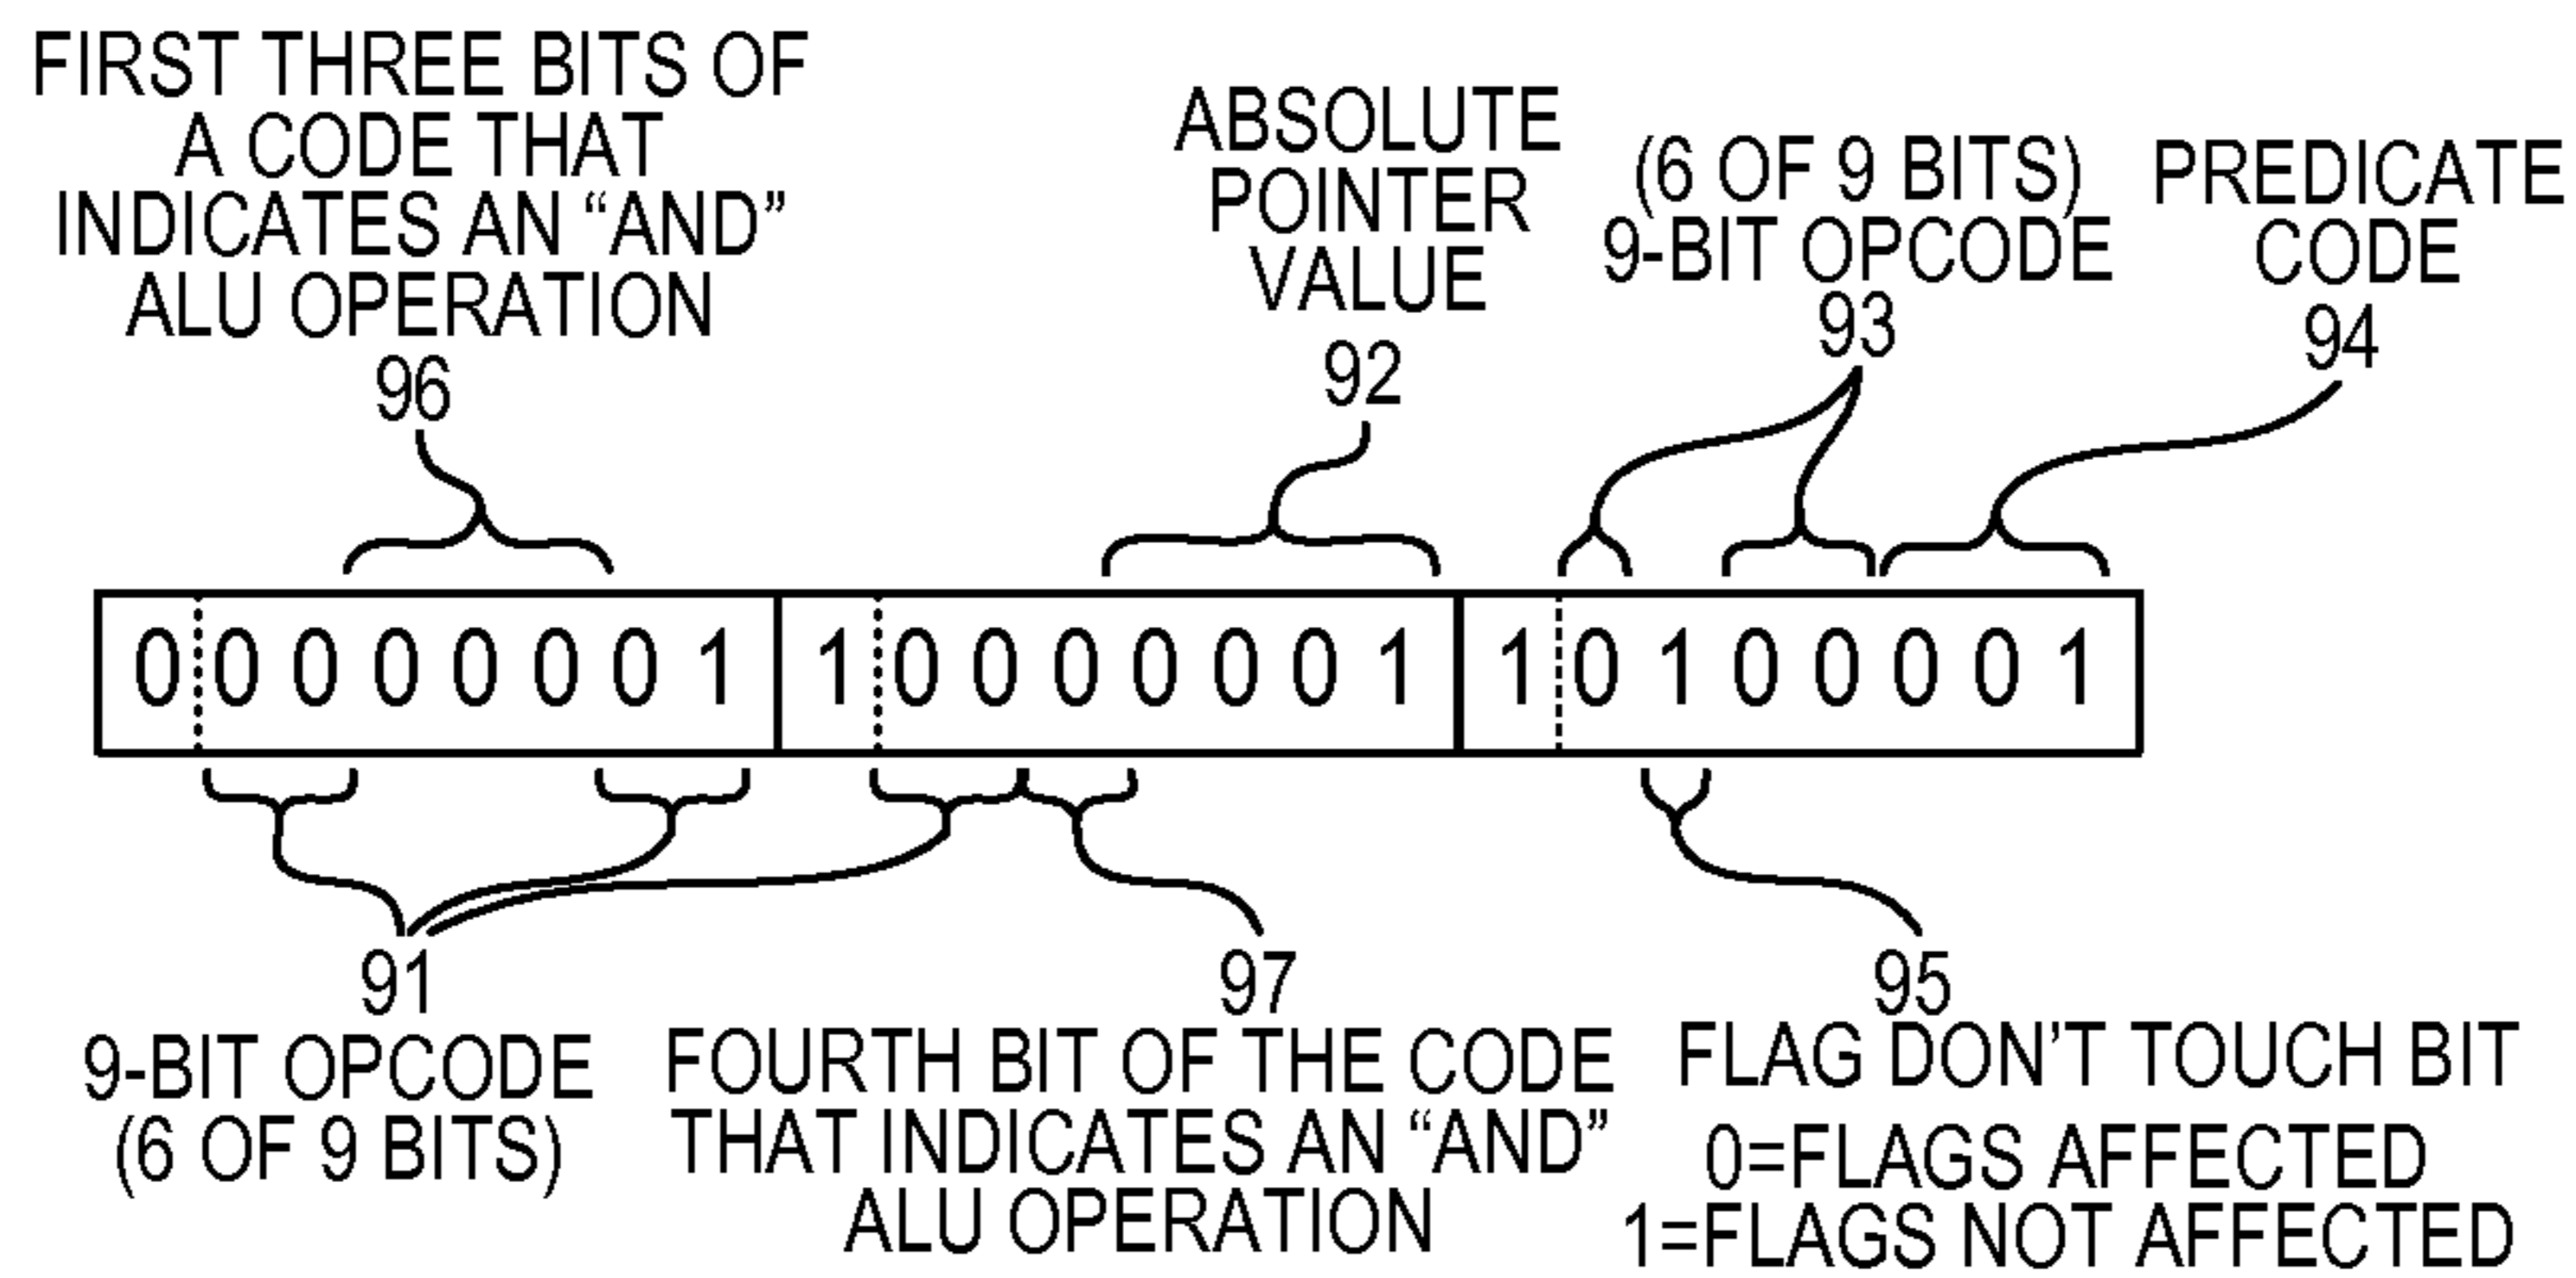 FIRST THREE BITS OF
A CODE THAT
INDICATES AN “AND”
ALU OPERATION
96
ABSOLUTE
POINTER
VALUE
92
(6 OF 9 BITS)
9-BIT OPCODE
93
PREDICATE
CODE
94
0 0 0 0 0 0 0 1 1 0 0 0 0 0 0 1 1 0 1 0 0 0 0 1
91
9-BIT OPCODE
(6 OF 9 BITS)
97
FOURTH BIT OF THE CODE
THAT INDICATES AN “AND”
ALU OPERATION
95
FLAG DON’T TOUCH BIT
0=FLAGS AFFECTED
1=FLAGS NOT AFFECTED